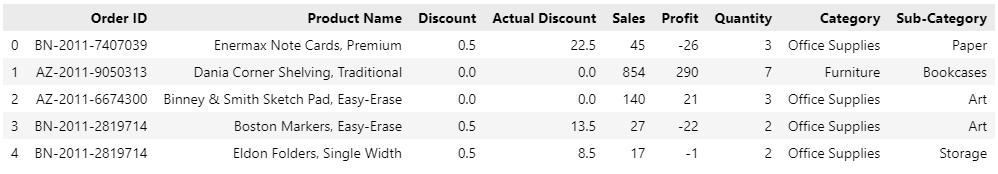 Order ID Product Name Discount Actual Discount Sales Profit Quantity Category Sub-Category
0 BN-2011-7407039 Enermax Note Cards, Premium 0.5 22.5 45 -26 3 Office Supplies Paper
1 AZ-2011-9050313 Dania Corner Shelving, Traditional 0.0 0.0 854 290 7 Furniture Bookcases
2 AZ-2011-6674300 Binney & Smith Sketch Pad, Easy-Erase 0.0 0.0 140 21 3 Office Supplies Art
3 BN-2011-2819714 Boston Markers, Easy-Erase 0.5 13.5 27 -22 2 Office Supplies Art
4 BN-2011-2819714 Eldon Folders, Single Width 0.5 8.5 17 -1 2 Office Supplies Storage